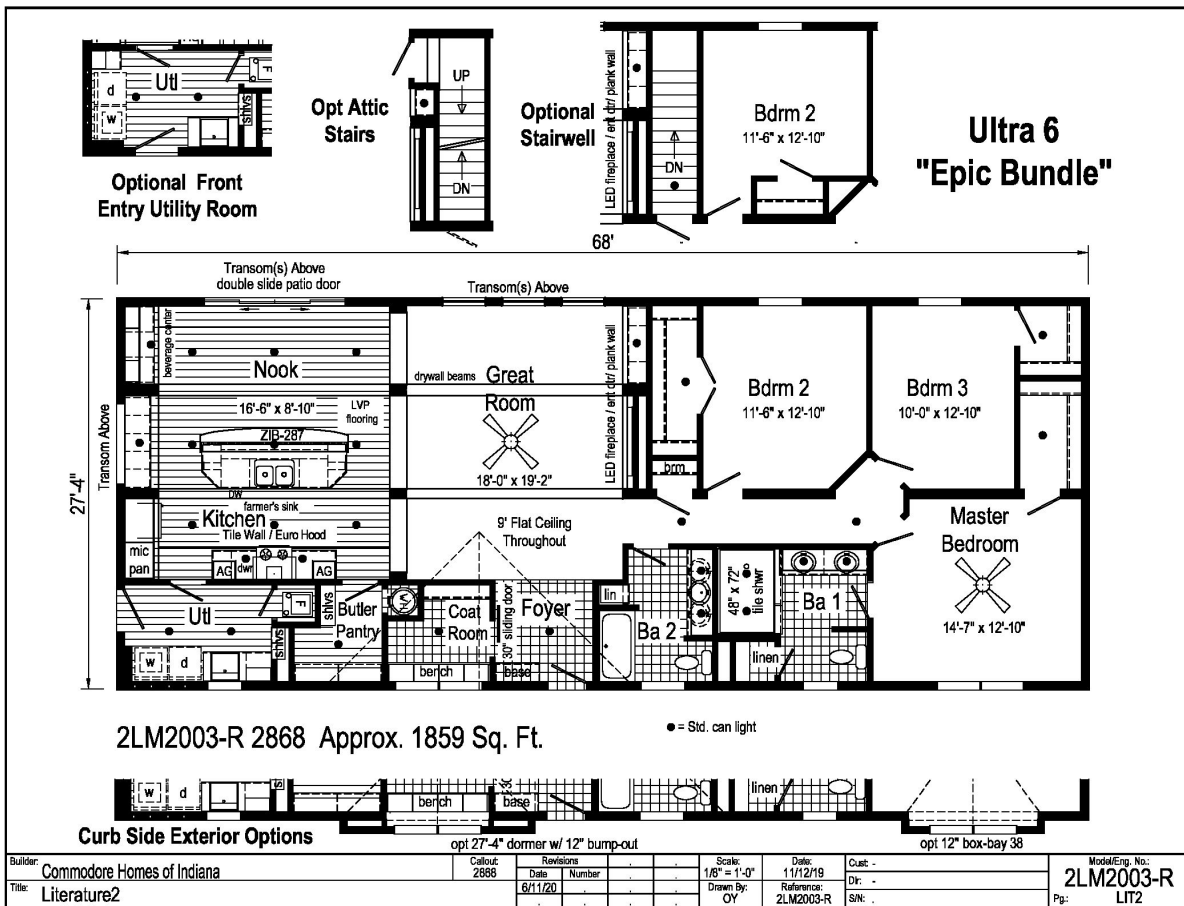 Utl
d
w
F
shlvs
Optional Front
Entry Utility Room
Opt Attic
Stairs
UP
DN
Optional
Stairwell
LED fireplace / ent ctr/ plank wall
DN
Bdrm 2
11'-6" x 12'-10"
Ultra 6
"Epic Bundle"
68'
27'-4"
Transom(s) Above
double slide patio door
Transom(s) Above
beverage center
Nook
drywall beams
Great
Room
18'-0" x 19'-2"
LED fireplace / ent ctr/ plank wall
Bdrm 2
11'-6" x 12'-10"
Bdrm 3
10'-0" x 12'-10"
Transom Above
16'-6" x 8'-10"
LVP
flooring
ZIB-287
DW
farmer's sink
Kitchen
Tile Wall / Euro Hood
mic
pan
AG
dwr
AG
9' Flat Ceiling
Throughout
brm
Master
Bedroom
14'-7" x 12'-10"
Utl
F
shlvs
shlvs
w
d
Butler
Pantry
WH
Coat
Room
bench
30" sliding door
Foyer
base
lin
Ba 2
48" x 72"
tile shwr
Ba 1
linen
2LM2003-R 2868 Approx. 1859 Sq. Ft.
● = Std. can light
w
d
bench
base
linen
Curb Side Exterior Options
opt 27'-4" dormer w/ 12" bump-out
opt 12" box-bay 38
Builder: Commodore Homes of Indiana
Title: Literature2
Callout:
2868
Revisions
Date Number
6/11/20
Scale:
1/6" = 1'-0"
Drawn By:
OY
Date:
11/12/19
Reference:
2LM2003-R
Cust: -
Dir: -
S/N: .
Model/Eng. No.:
2LM2003-R
Pg.: LIT2